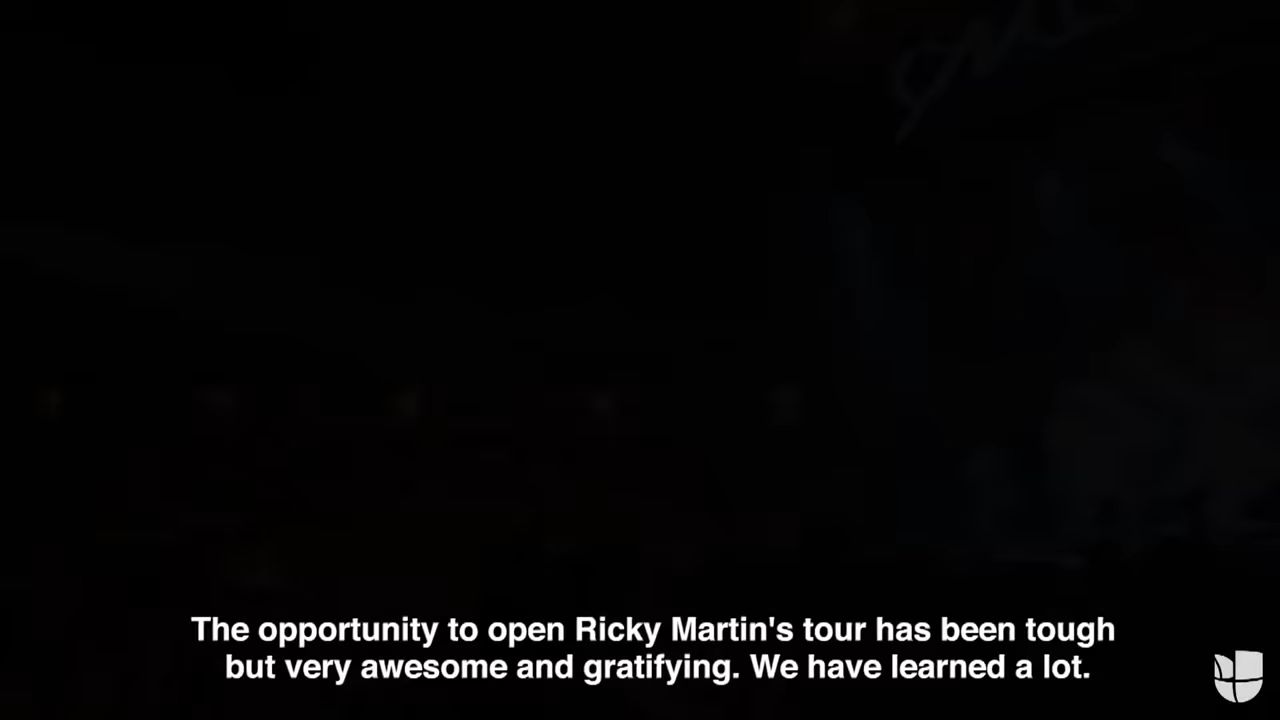 The opportunity to open Ricky Martin's tour has been tough
but very awesome and gratifying. We have learned a lot.